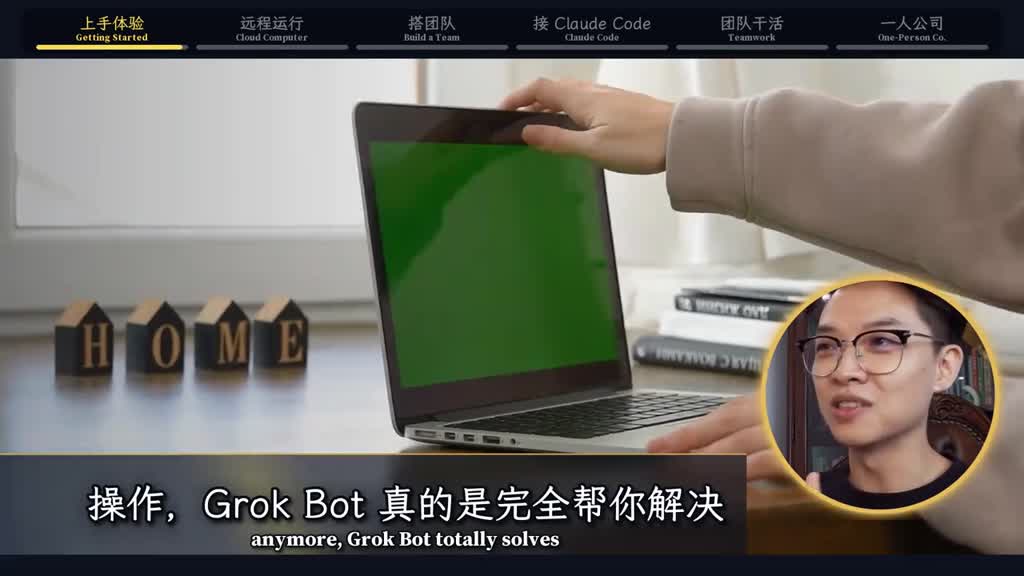 上手体验
Getting Started
远程运行
Cloud Computer
搭团队
Build a Team
接 Claude Code
Claude Code
团队干活
Teamwork
一人公司
One-Person Co.
HOME
操作，Grok Bot 真的是完全帮你解决
anymore, Grok Bot totally solves